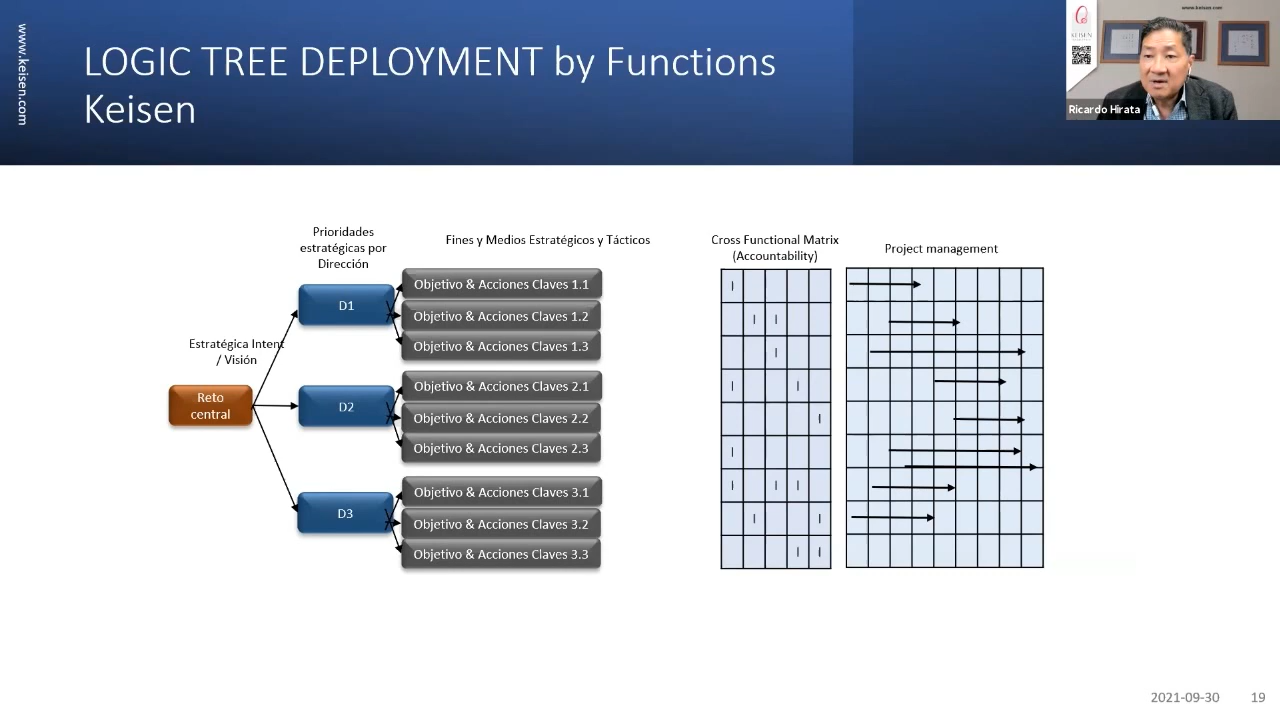 www.keisen.com
LOGIC TREE DEPLOYMENT by Functions
Keisen
www.keisen.com
KEISEN
Ricardo Hirata
Prioridades
estratégicas por
Dirección
Fines y Medios Estratégicos y Tácticos
Cross Functional Matrix
(Accountability)
Project management
Estratégica Intent
/ Visión
Reto
central
D1
Objetivo & Acciones Claves 1.1
Objetivo & Acciones Claves 1.2
Objetivo & Acciones Claves 1.3
D2
Objetivo & Acciones Claves 2.1
Objetivo & Acciones Claves 2.2
Objetivo & Acciones Claves 2.3
D3
Objetivo & Acciones Claves 3.1
Objetivo & Acciones Claves 3.2
Objetivo & Acciones Claves 3.3
I
I I
I
I I
I
I
I I I
I I
I I
2021-09-30 19